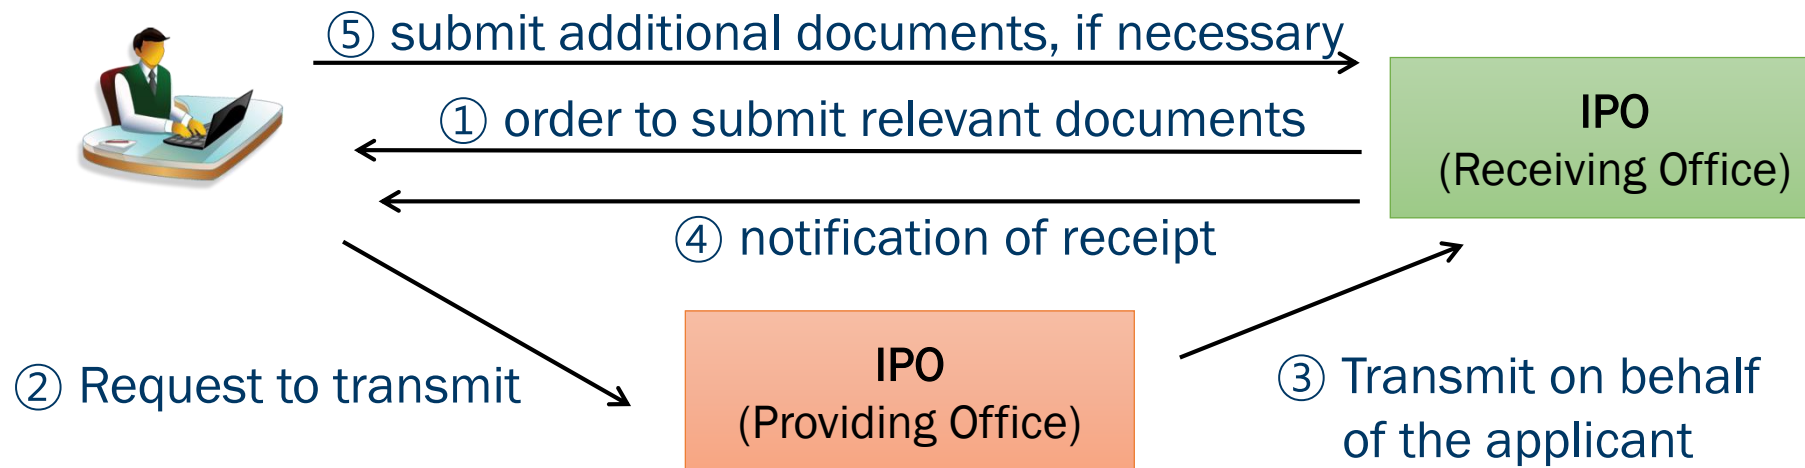 ⑤ submit additional documents, if necessary
① order to submit relevant documents
IPO
(Receiving Office)
④ notification of receipt
② Request to transmit
IPO
(Providing Office)
③ Transmit on behalf
of the applicant